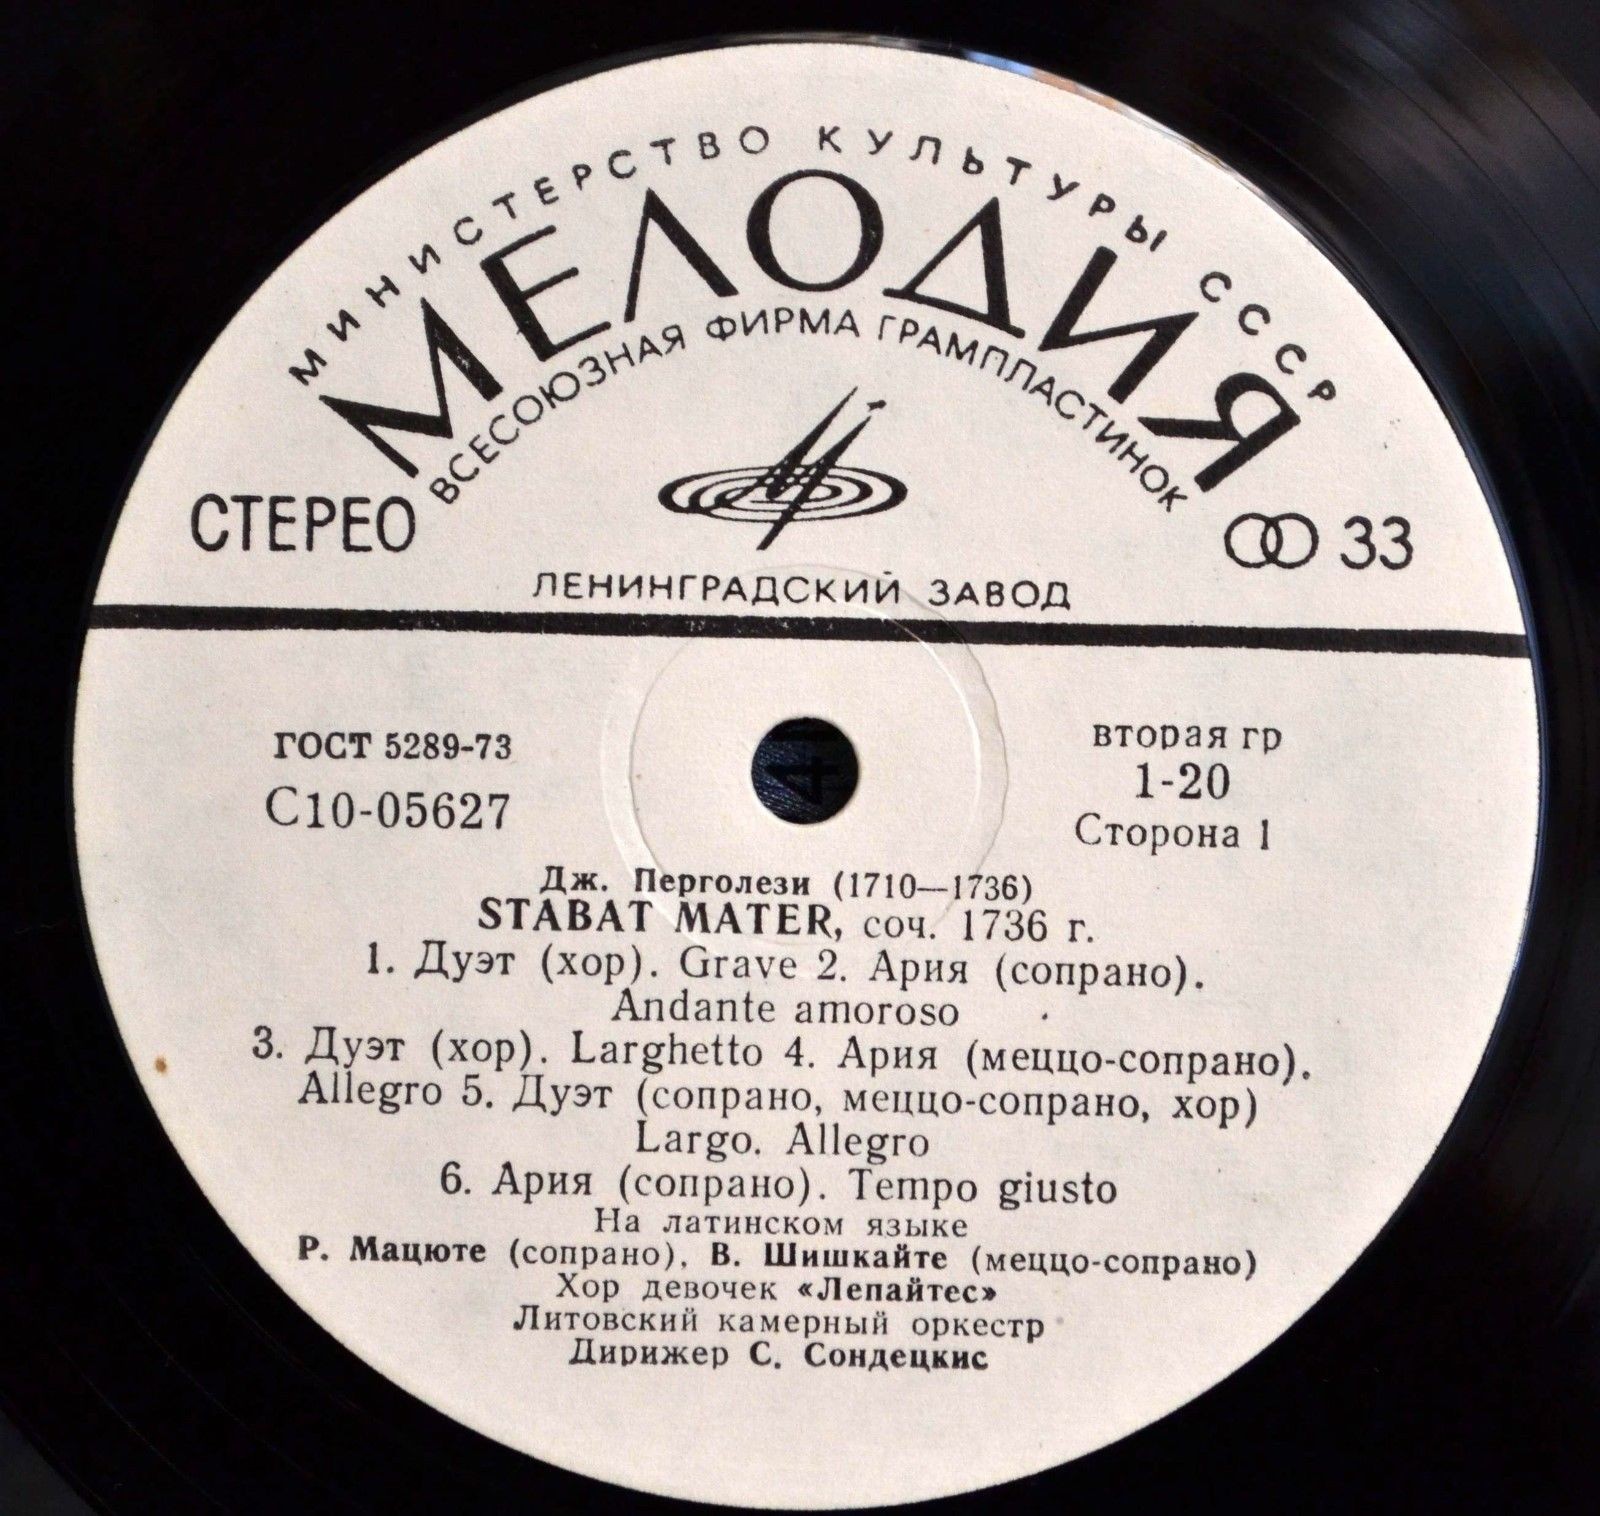 МИНИСТЕРСТВО КУЛЬТУРЫ СССР
МЕЛОДИЯ
ВСЕСОЮЗНАЯ ФИРМА ГРАМПЛАСТИНОК
СТЕРЕО
33
ЛЕНИНГРАДСКИЙ ЗАВОД
ГОСТ 5289-73
С10-05627
вторая гр
1-20
Сторона 1
Дж. Перголези (1710—1736)
STABAT MATER, соч. 1736 г.
1. Дуэт (хор). Grave 2. Ария (сопрано).
Andante amoroso
3. Дуэт (хор). Larghetto 4. Ария (меццо-сопрано).
Allegro 5. Дуэт (сопрано, меццо-сопрано, хор)
Largo. Allegro
6. Ария (сопрано). Tempo giusto
На латинском языке
Р. Мацюте (сопрано), В. Шишкайте (меццо-сопрано)
Хор девочек «Лепайтес»
Литовский камерный оркестр
Дирижер С. Сондецкис